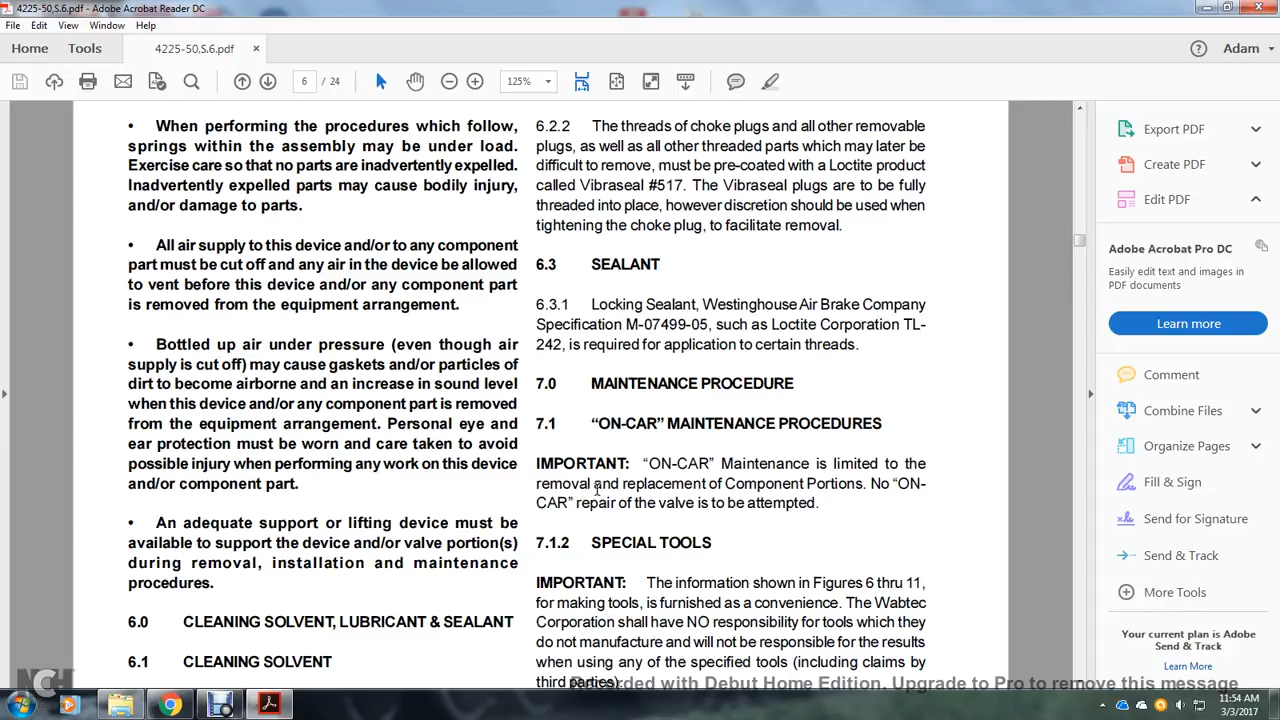 4225-50,S.6.pdf - Adobe Acrobat Reader DC
File Edit View Window Help
Home Tools 4225-50,S.6.pdf × Adam
6 / 24 125%
• When performing the procedures which follow,
springs within the assembly may be under load.
Exercise care so that no parts are inadvertently expelled.
Inadvertently expelled parts may cause bodily injury,
and/or damage to parts.
• All air supply to this device and/or to any component
part must be cut off and any air in the device be allowed
to vent before this device and/or any component part
is removed from the equipment arrangement.
• Bottled up air under pressure (even though air
supply is cut off) may cause gaskets and/or particles of
dirt to become airborne and an increase in sound level
when this device and/or any component part is removed
from the equipment arrangement. Personal eye and
ear protection must be worn and care taken to avoid
possible injury when performing any work on this device
and/or component part.
• An adequate support or lifting device must be
available to support the device and/or valve portion(s)
during removal, installation and maintenance
procedures.
6.0 CLEANING SOLVENT, LUBRICANT & SEALANT
6.1 CLEANING SOLVENT
6.2.2 The threads of choke plugs and all other removable
plugs, as well as all other threaded parts which may later be
difficult to remove, must be pre-coated with a Loctite product
called Vibraseal #517. The Vibraseal plugs are to be fully
threaded into place, however discretion should be used when
tightening the choke plug, to facilitate removal.
6.3 SEALANT
6.3.1 Locking Sealant, Westinghouse Air Brake Company
Specification M-07499-05, such as Loctite Corporation TL-
242, is required for application to certain threads.
7.0 MAINTENANCE PROCEDURE
7.1 “ON-CAR” MAINTENANCE PROCEDURES
IMPORTANT: “ON-CAR” Maintenance is limited to the
removal and replacement of Component Portions. No “ON-
CAR” repair of the valve is to be attempted.
7.1.2 SPECIAL TOOLS
IMPORTANT: The information shown in Figures 6 thru 11,
for making tools, is furnished as a convenience. The Wabtec
Corporation shall have NO responsibility for tools which they
do not manufacture and will not be responsible for the results
when using any of the specified tools (including claims by
third parties).
Export PDF
Create PDF
Edit PDF
Adobe Acrobat Pro DC
Easily edit text and images in
PDF documents
Learn more
Comment
Combine Files
Organize Pages
Fill & Sign
Send for Signature
Send & Track
More Tools
Your current plan is Adobe
Send & Track
Learn More
NCH
Recorded with Debut Home Edition. Upgrade to Pro to remove this message
11:54 AM
3/3/2017